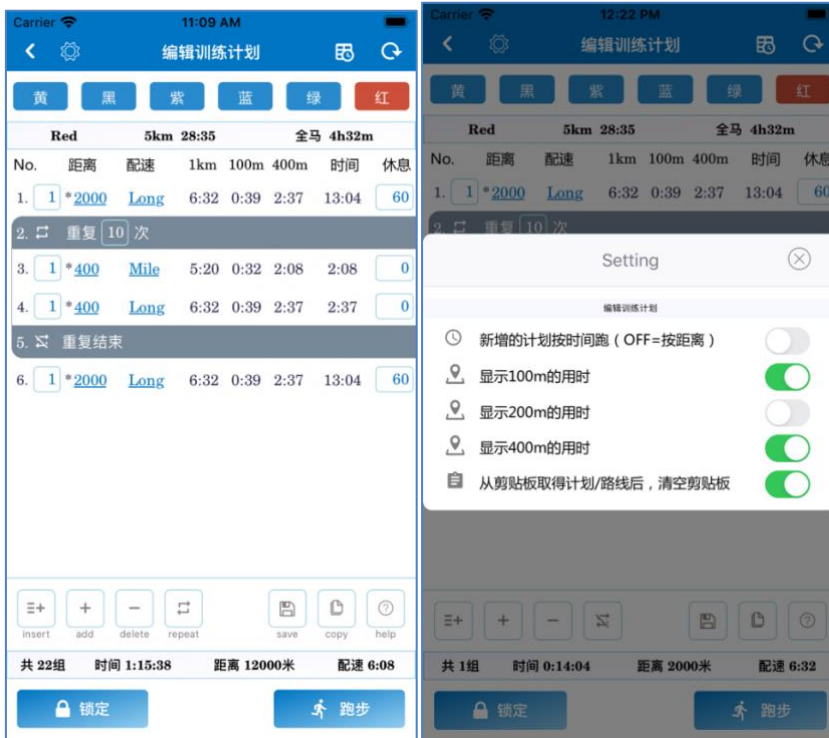 Carrier 11:09 AM
编辑训练计划
黄 黑 紫 蓝 绿 红
Red 5km 28:35 全马 4h32m
No. 距离 配速 1km 100m 400m 时间 休息
1. 1 *2000 Long 6:32 0:39 2:37 13:04 60
2. 重复 10 次
3. 1 *400 Mile 5:20 0:32 2:08 2:08 0
4. 1 *400 Long 6:32 0:39 2:37 2:37 0
5. 重复结束
6. 1 *2000 Long 6:32 0:39 2:37 13:04 60
insert add delete repeat save copy help
共 22组 时间 1:15:38 距离 12000米 配速 6:08
锁定 跑步
Carrier 12:22 PM
编辑训练计划
黄 黑 紫 蓝 绿 红
Red 5km 28:35 全马 4h32m
No. 距离 配速 1km 100m 400m 时间 休息
1. 1 *2000 Long 6:32 0:39 2:37 13:04 60
2. 重复 10 次
Setting
编辑训练计划
新增的计划按时间跑（OFF=按距离）
显示100m的用时
显示200m的用时
显示400m的用时
从剪贴板取得计划/路线后，清空剪贴板
共 1组 时间 0:14:04 距离 2000米 配速 6:32
锁定 跑步